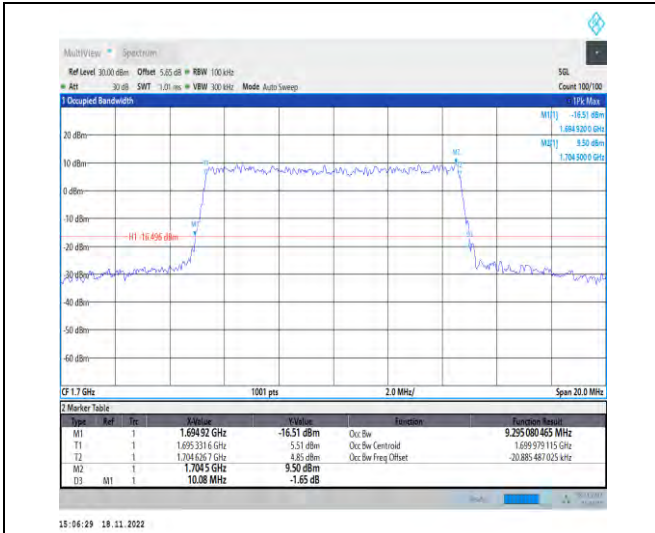 MultiView Spectrum
Ref Level 30.00 dBm Offset 5.65 dB RBW 100 kHz SGL
Att 30 dB SWT 1.01 ms VBW 300 kHz Mode Auto Sweep Count 100/100
1 Occupied Bandwidth 1Pk Max
M1[1] -16.51 dBm
1.694 920 0 GHz
M2[1] 9.50 dBm
1.704 500 0 GHz
20 dBm
M2
10 dBm
0 dBm
-10 dBm
M1
H1 -16.496 dBm
-20 dBm
-30 dBm
-40 dBm
-50 dBm
-60 dBm
CF 1.7 GHz 1001 pts 2.0 MHz/ Span 20.0 MHz
2 Marker Table
Type Ref Trc X-Value Y-Value Function Function Result
M1 1 1.694 92 GHz -16.51 dBm Occ Bw 9.295 080 465 MHz
T1 1 1.695 331 6 GHz 5.51 dBm Occ Bw Centroid 1.699 979 115 GHz
T2 1 1.704 626 7 GHz 4.85 dBm Occ Bw Freq Offset -20.885 487 025 kHz
M2 1 1.704 5 GHz 9.50 dBm
D3 M1 1 10.08 MHz -1.65 dB
15:06:29 18.11.2022